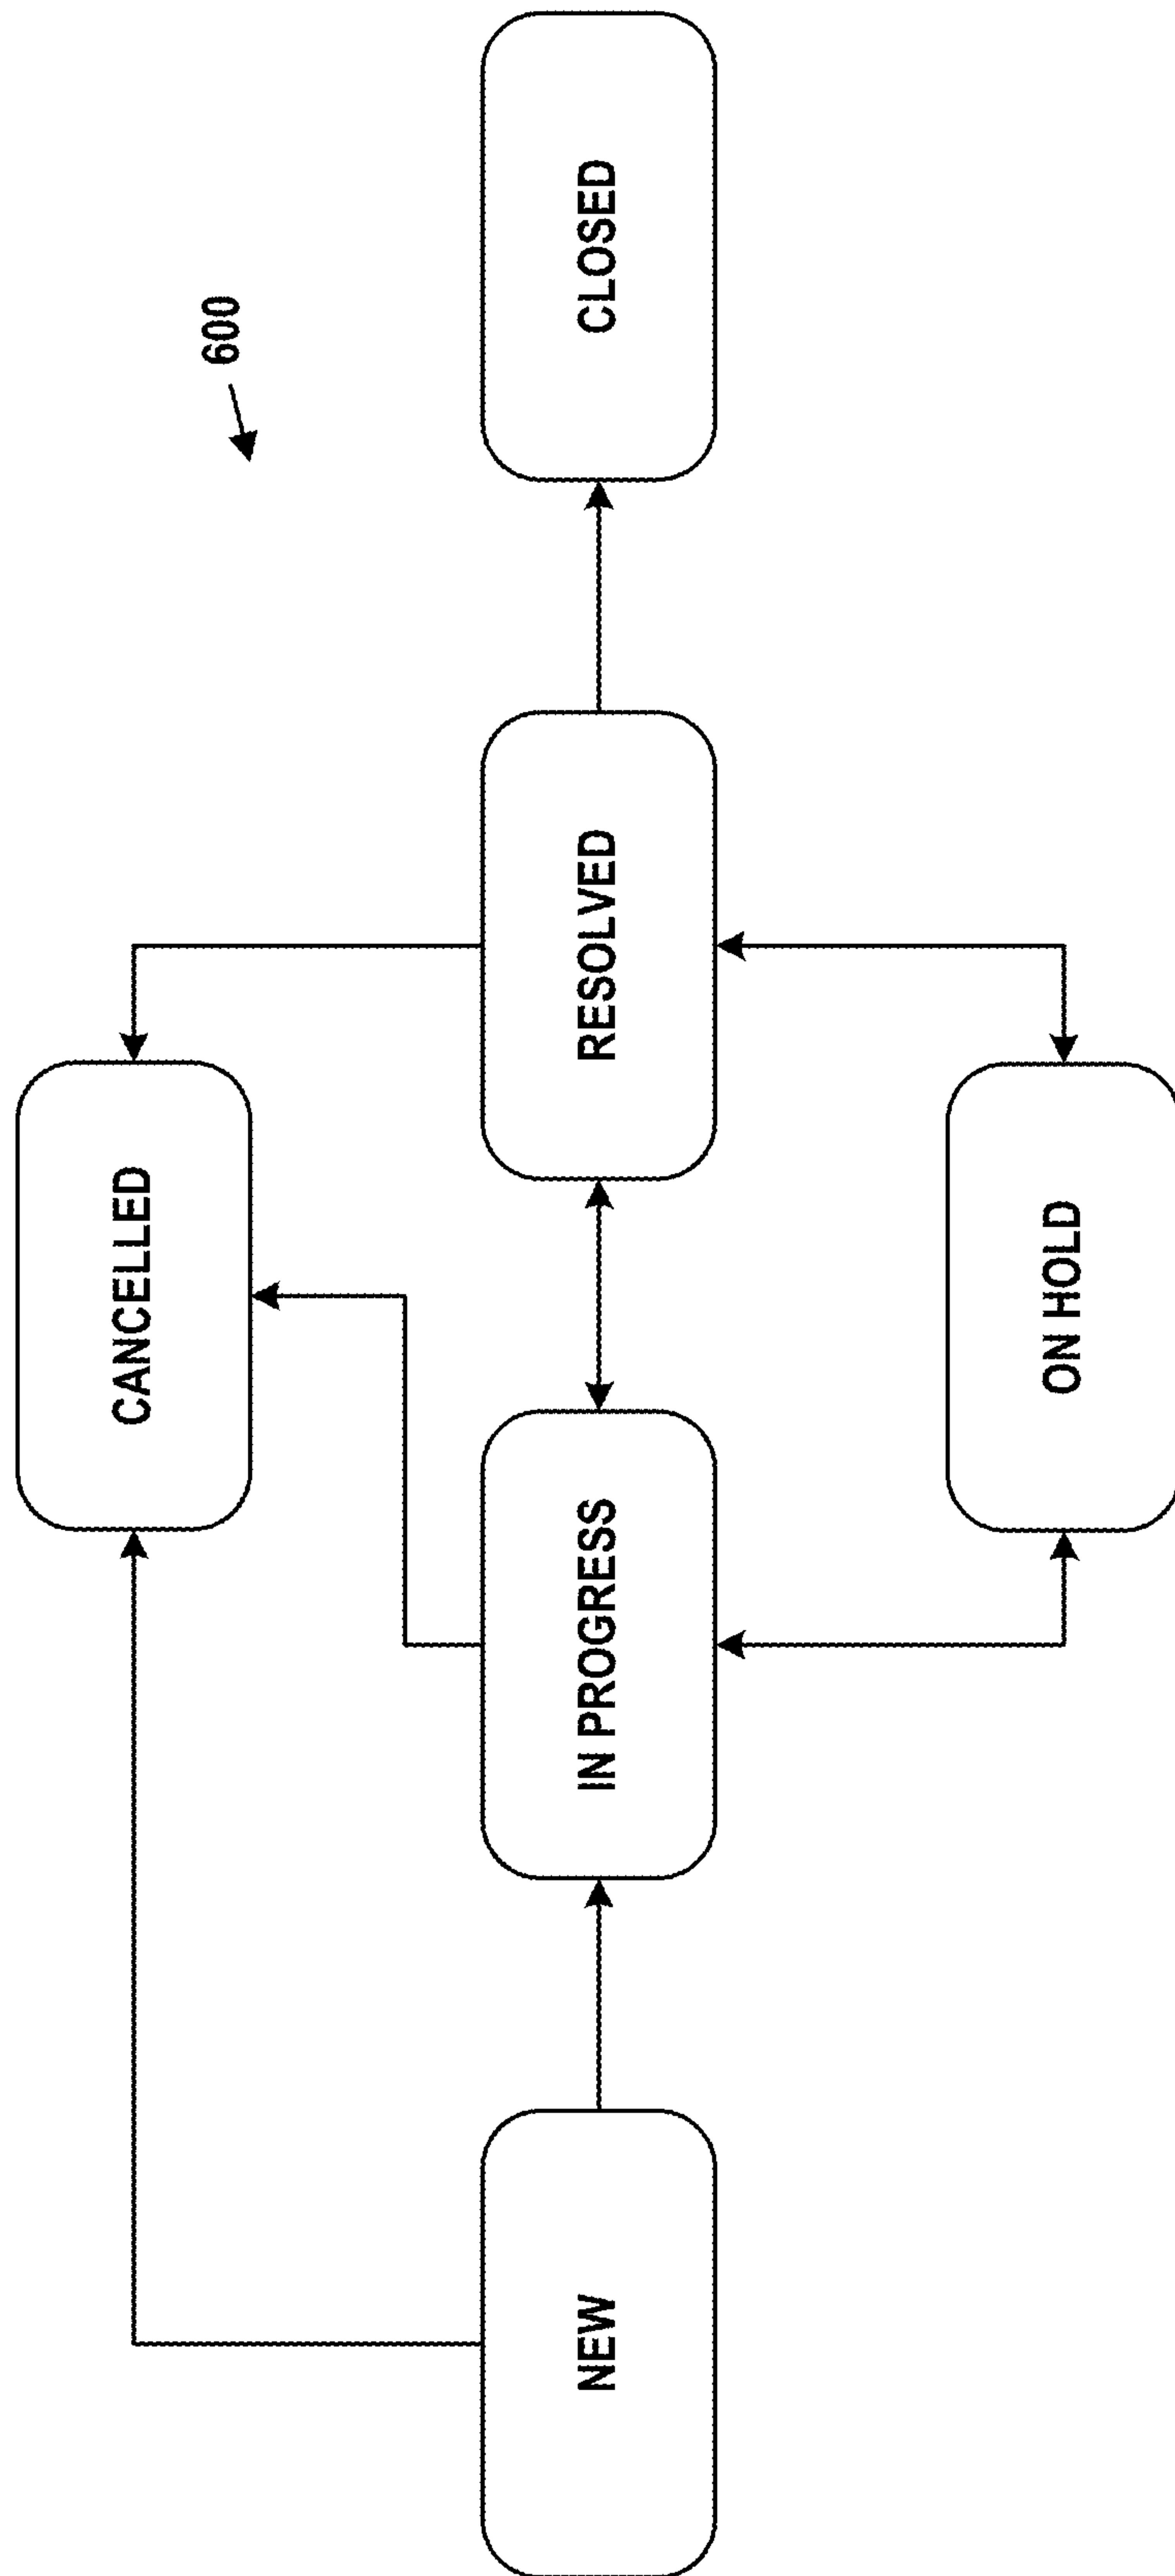 600
CANCELLED
NEW
IN PROGRESS
RESOLVED
CLOSED
ON HOLD